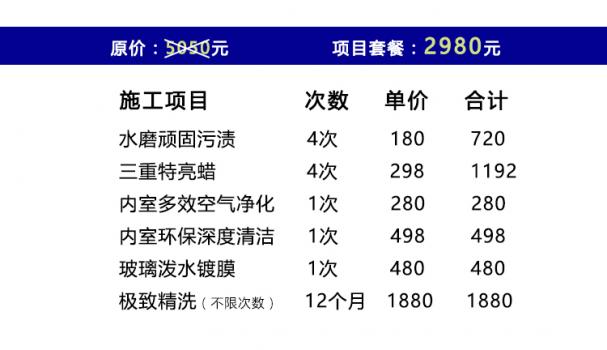 原价：5050元 项目套餐：2980元
施工项目 次数 单价 合计
水磨顽固污渍 4次 180 720
三重特亮蜡 4次 298 1192
内室多效空气净化 1次 280 280
内室环保深度清洁 1次 498 498
玻璃泼水镀膜 1次 480 480
极致精洗（不限次数） 12个月 1880 1880